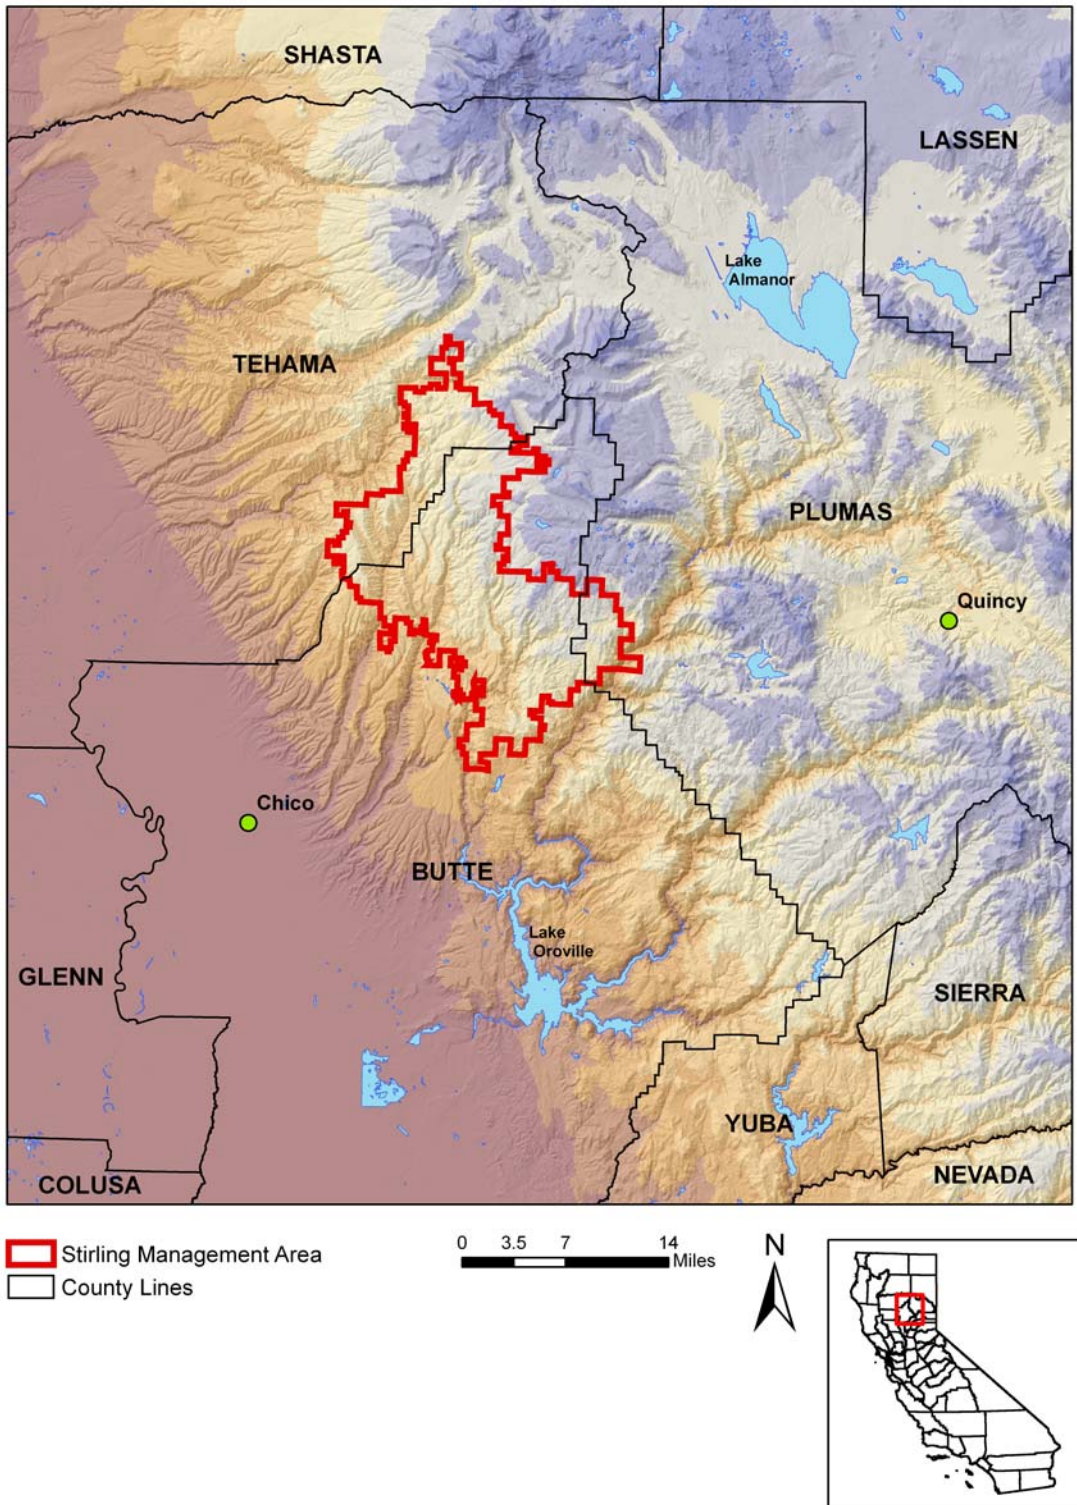 SHASTA
LASSEN
Lake
Almanor
TEHAMA
PLUMAS
Quincy
Chico
BUTTE
Lake
Oroville
GLENN
SIERRA
YUBA
COLUSA
NEVADA
Stirling Management Area
County Lines
0 3.5 7 14
Miles
N